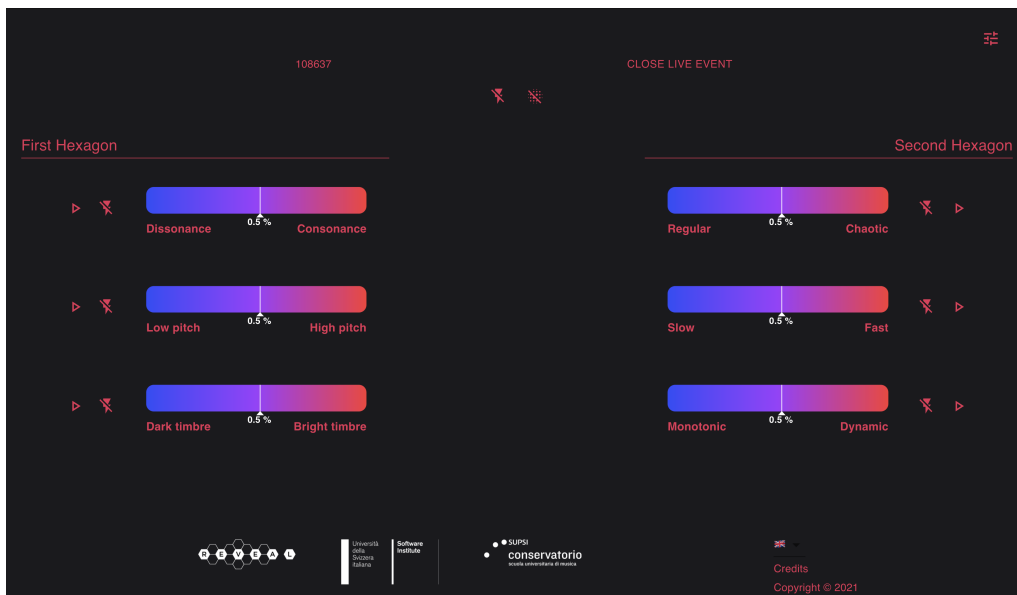 108637
CLOSE LIVE EVENT
First Hexagon
Second Hexagon
0.5 %
Dissonance
Consonance
0.5 %
Regular
Chaotic
0.5 %
Low pitch
High pitch
0.5 %
Slow
Fast
0.5 %
Dark timbre
Bright timbre
0.5 %
Monotonic
Dynamic
REVEAL
Università
della
Svizzera
italiana
Software
Institute
SUPSI
conservatorio
scuola universitaria di musica
Credits
Copyright © 2021